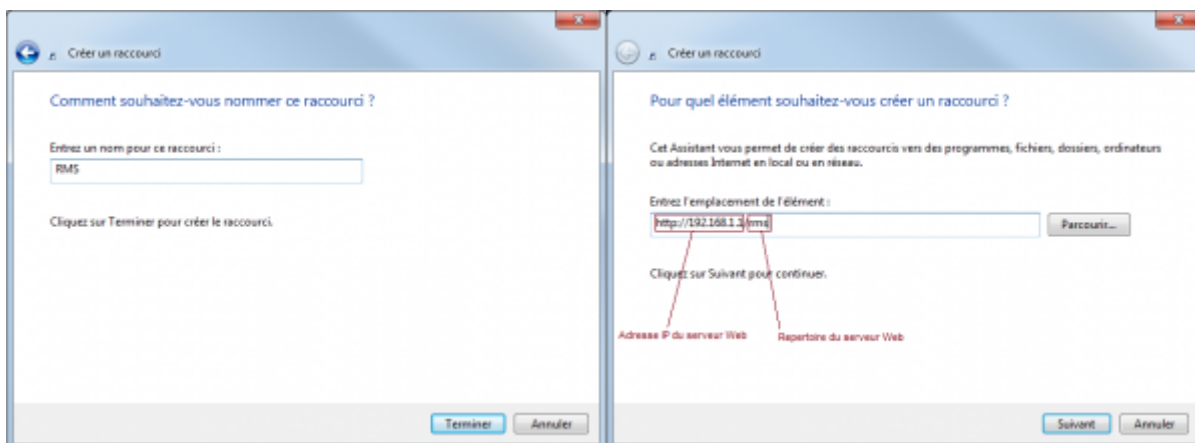 Créer un raccourci
Comment souhaitez-vous nommer ce raccourci ?
Entrez un nom pour ce raccourci :
RMS
Cliquez sur Terminer pour créer le raccourci.
Terminer
Annuler
Créer un raccourci
Pour quel élément souhaitez-vous créer un raccourci ?
Cet Assistant vous permet de créer des raccourcis vers des programmes, fichiers, dossiers, ordinateurs
ou adresses Internet en local ou en réseau.
Entrez l'emplacement de l'élément :
http://192.168.1.1/rms
Parcourir...
Cliquez sur Suivant pour continuer.
Adresse IP du serveur Web
Repertoire du serveur Web
Suivant
Annuler